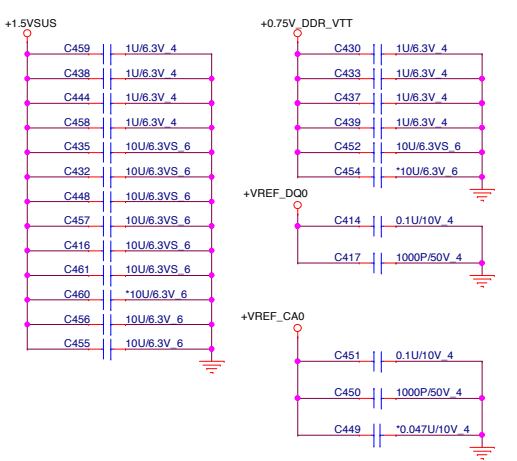 +1.5VSUS
C459 1U/6.3V_4
C438 1U/6.3V_4
C444 1U/6.3V_4
C458 1U/6.3V_4
C435 10U/6.3VS_6
C432 10U/6.3VS_6
C448 10U/6.3VS_6
C457 10U/6.3VS_6
C416 10U/6.3VS_6
C461 10U/6.3VS_6
C460 *10U/6.3V_6
C456 10U/6.3V_6
C455 10U/6.3V_6
+0.75V_DDR_VTT
C430 1U/6.3V_4
C433 1U/6.3V_4
C437 1U/6.3V_4
C439 1U/6.3V_4
C452 10U/6.3VS_6
C454 *10U/6.3V_6
+VREF_DQ0
C414 0.1U/10V_4
C417 1000P/50V_4
+VREF_CA0
C451 0.1U/10V_4
C450 1000P/50V_4
C449 *0.047U/10V_4